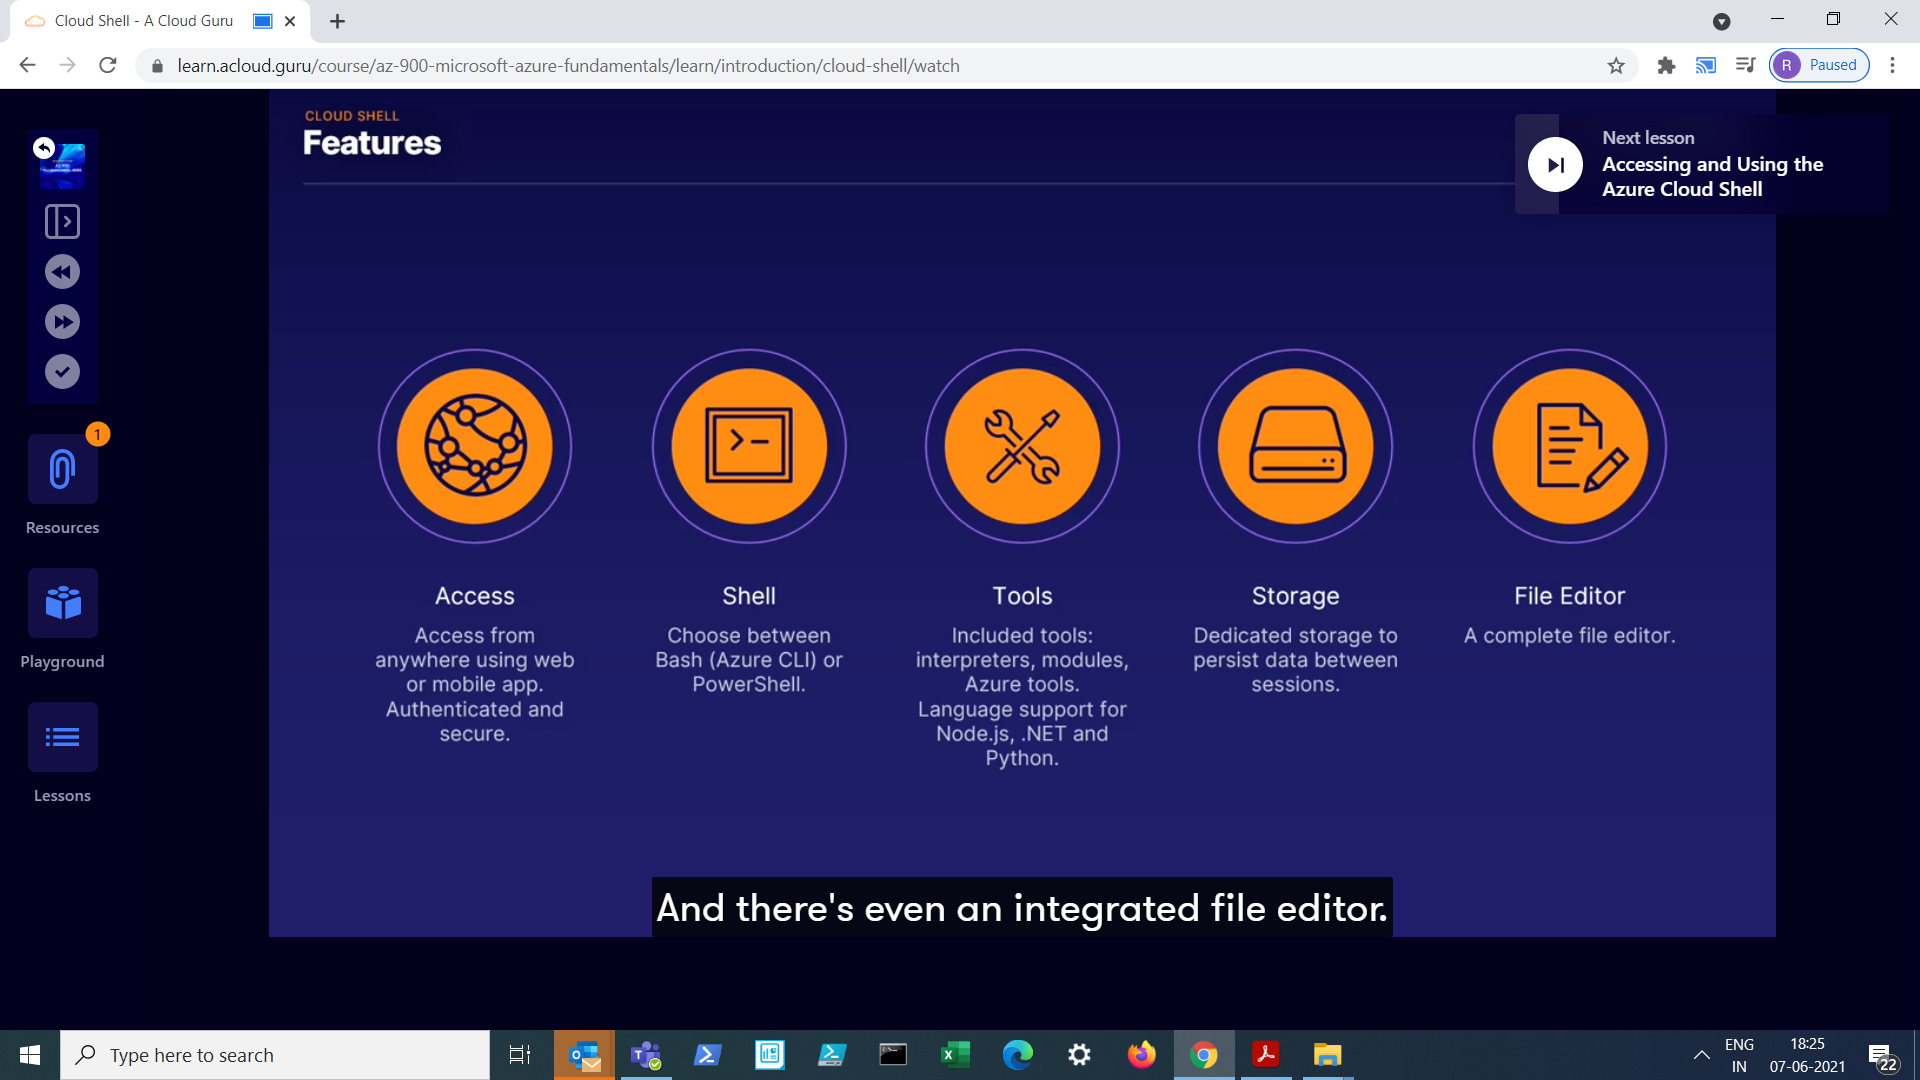 Cloud Shell - A Cloud Guru
learn.acloud.guru/course/az-900-microsoft-azure-fundamentals/learn/introduction/cloud-shell/watch
R Paused
CLOUD SHELL
Features
Next lesson
Accessing and Using the
Azure Cloud Shell
1
Resources
Playground
Lessons
Access
Access from
anywhere using web
or mobile app.
Authenticated and
secure.
Shell
Choose between
Bash (Azure CLI) or
PowerShell.
Tools
Included tools:
interpreters, modules,
Azure tools.
Language support for
Node.js, .NET and
Python.
Storage
Dedicated storage to
persist data between
sessions.
File Editor
A complete file editor.
And there's even an integrated file editor.
Type here to search
ENG
IN
18:25
07-06-2021
22